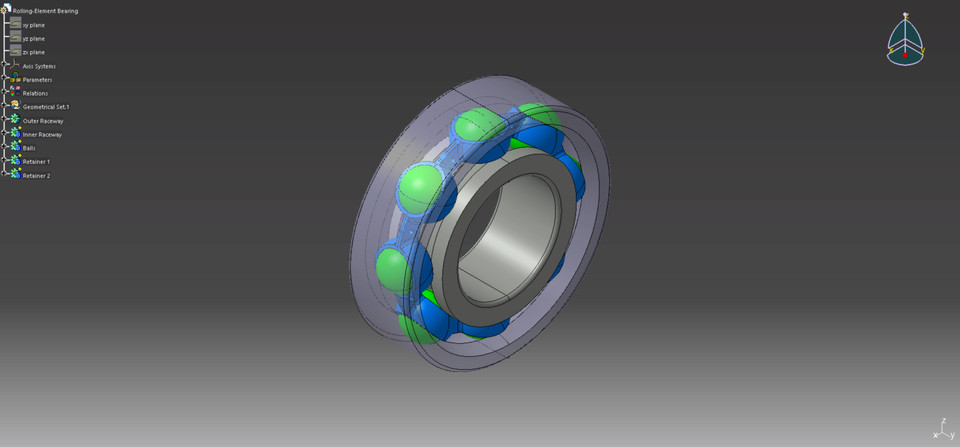 Rolling-Element Bearing
xy plane
yz plane
zx plane
Axis Systems
Parameters
Relations
Geometrical Set.1
Outer Raceway
Inner Raceway
Balls
Retainer 1
Retainer 2
z
x
y